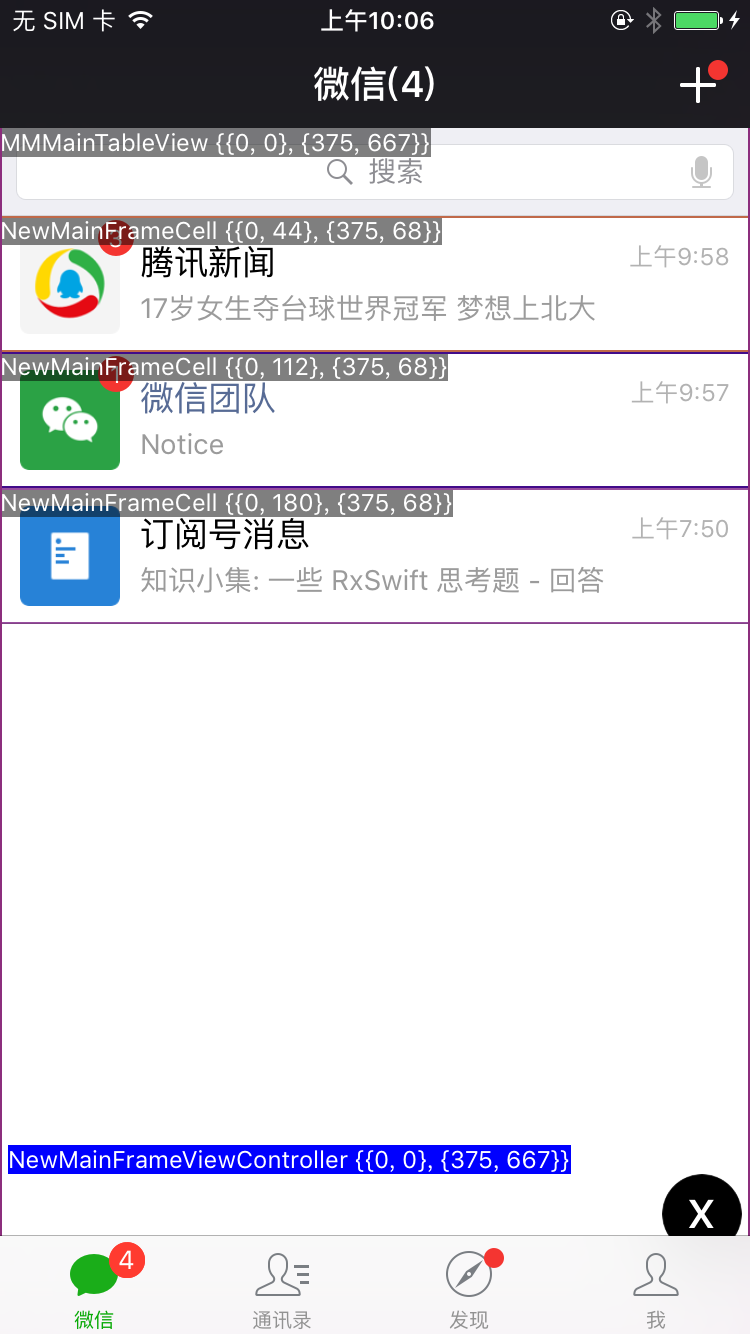 无 SIM 卡 上午10:06
微信(4)
MMMainTableView {{0, 0}, {375, 667}}
搜索
NewMainFrameCell {{0, 44}, {375, 68}}
3
腾讯新闻 上午9:58
17岁女生夺台球世界冠军 梦想上北大
NewMainFrameCell {{0, 112}, {375, 68}}
1
微信团队 上午9:57
Notice
NewMainFrameCell {{0, 180}, {375, 68}}
订阅号消息 上午7:50
知识小集: 一些 RxSwift 思考题 - 回答
NewMainFrameViewController {{0, 0}, {375, 667}}
X
4
微信 通讯录 发现 我